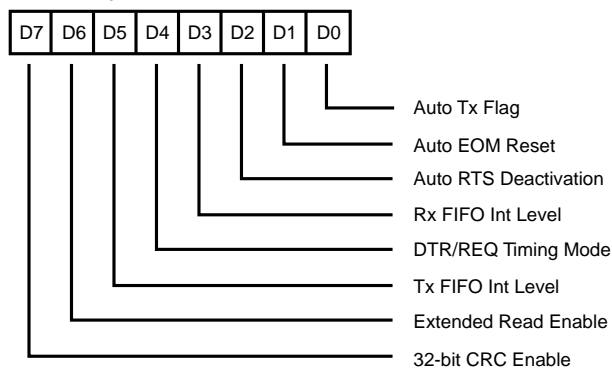 D7 D6 D5 D4 D3 D2 D1 D0
Auto Tx Flag
Auto EOM Reset
Auto RTS Deactivation
Rx FIFO Int Level
DTR/REQ Timing Mode
Tx FIFO Int Level
Extended Read Enable
32-bit CRC Enable